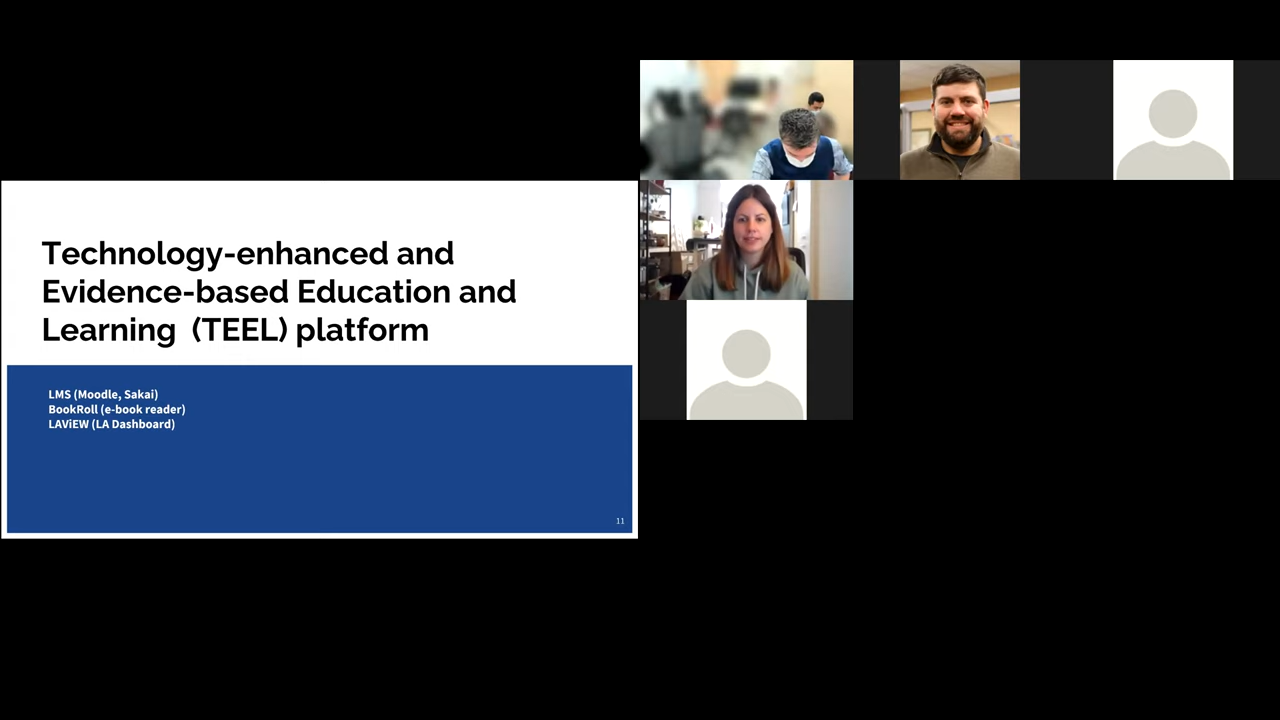 Technology-enhanced and
Evidence-based Education and
Learning (TEEL) platform
LMS (Moodle, Sakai)
BookRoll (e-book reader)
LAViEW (LA Dashboard)
11